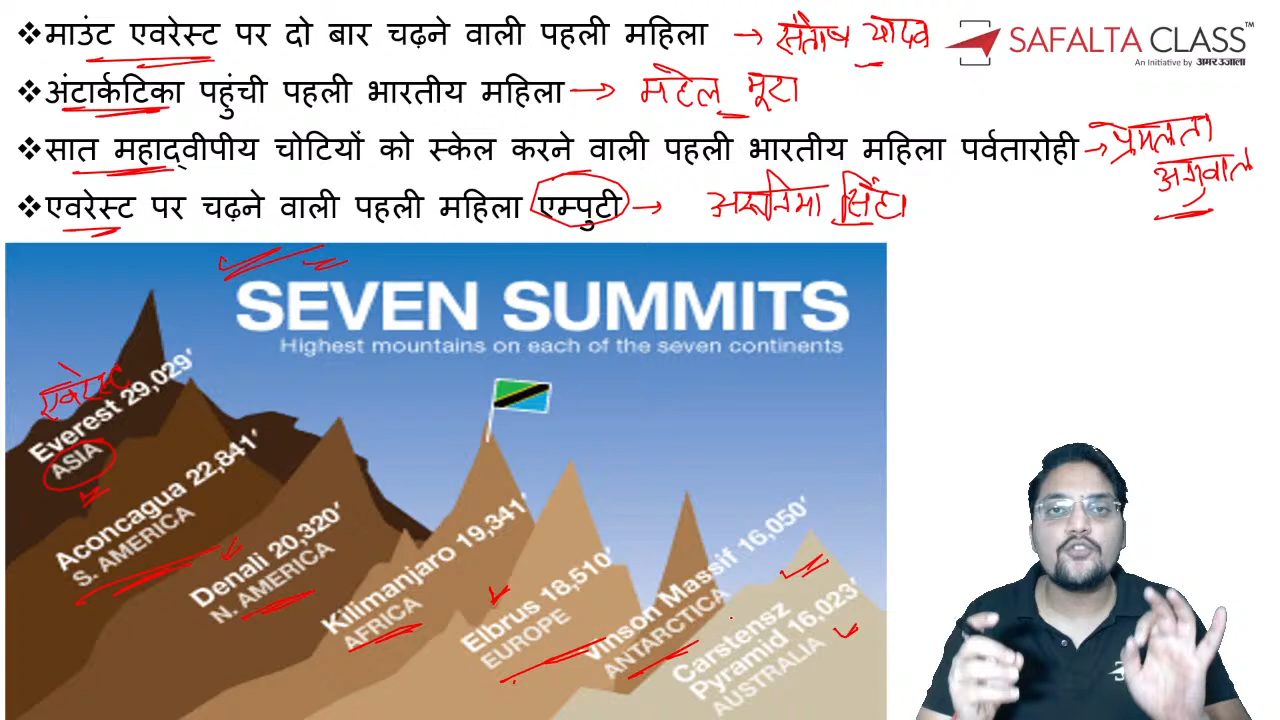 ❖माउंट एवरेस्ट पर दो बार चढ़ने वाली पहली महिला → संतोष यादव
SAFALTA CLASS™
An Initiative by अमर उजाला
❖अंटार्कटिका पहुंची पहली भारतीय महिला → महेल मूसा
❖सात महाद्वीपीय चोटियों को स्केल करने वाली पहली भारतीय महिला पर्वतारोही → प्रेमलता
अग्रवाल
❖एवरेस्ट पर चढ़ने वाली पहली महिला एम्पुटी → अरुनिमा सिंहा
SEVEN SUMMITS
Highest mountains on each of the seven continents
एवरेस्ट
Everest 29,029′
ASIA
Aconcagua 22,841′
S. AMERICA
Denali 20,320′
N. AMERICA
Kilimanjaro 19,341′
AFRICA
Elbrus 18,510′
EUROPE
Vinson Massif 16,050′
ANTARCTICA
Carstensz
Pyramid 16,023′
AUSTRALIA